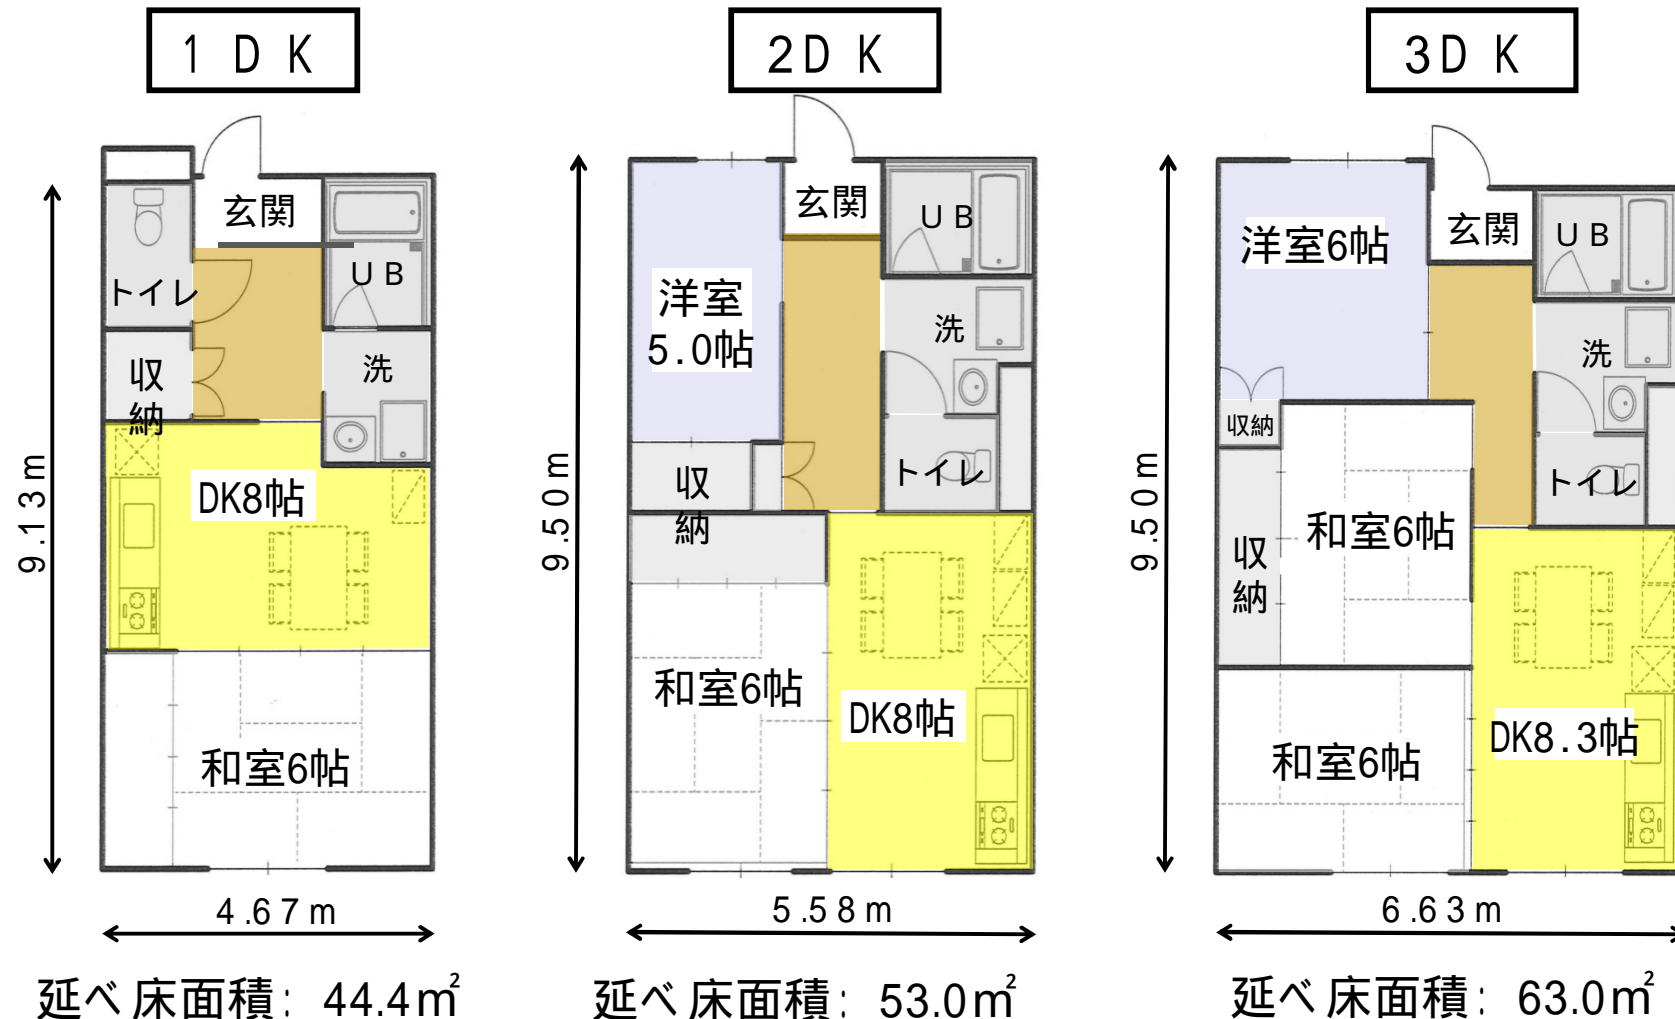 1DK
玄関
トイレ
UB
収
納
洗
DK8帖
和室6帖
9.13m
4.67m
延べ床面積: 44.4㎡
2DK
玄関
UB
洋室
5.0帖
洗
トイレ
収
納
和室6帖
DK8帖
9.50m
5.58m
延べ床面積: 53.0㎡
3DK
玄関
UB
洋室6帖
洗
収納
トイレ
和室6帖
収
納
DK8.3帖
和室6帖
9.50m
6.63m
延べ床面積: 63.0㎡